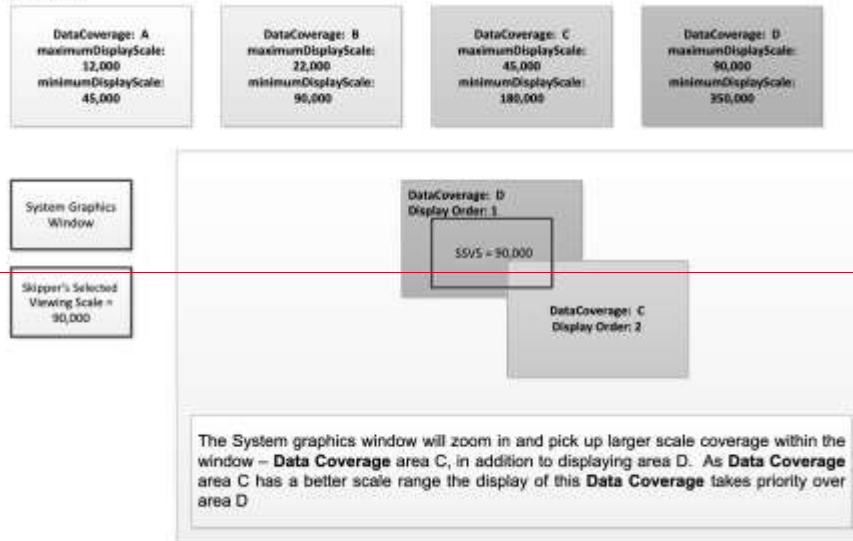 DataCoverage: A
maximumDisplayScale:
12,000
minimumDisplayScale:
45,000
DataCoverage: B
maximumDisplayScale:
22,000
minimumDisplayScale:
90,000
DataCoverage: C
maximumDisplayScale:
45,000
minimumDisplayScale:
180,000
DataCoverage: D
maximumDisplayScale:
90,000
minimumDisplayScale:
350,000
System Graphics
Window
Skipper's Selected
Viewing Scale =
90,000
DataCoverage: D
Display Order: 1
SSVS = 90,000
DataCoverage: C
Display Order: 2
The System graphics window will zoom in and pick up larger scale coverage within the
window – Data Coverage area C, in addition to displaying area D. As Data Coverage
area C has a better scale range the display of this Data Coverage takes priority over
area D